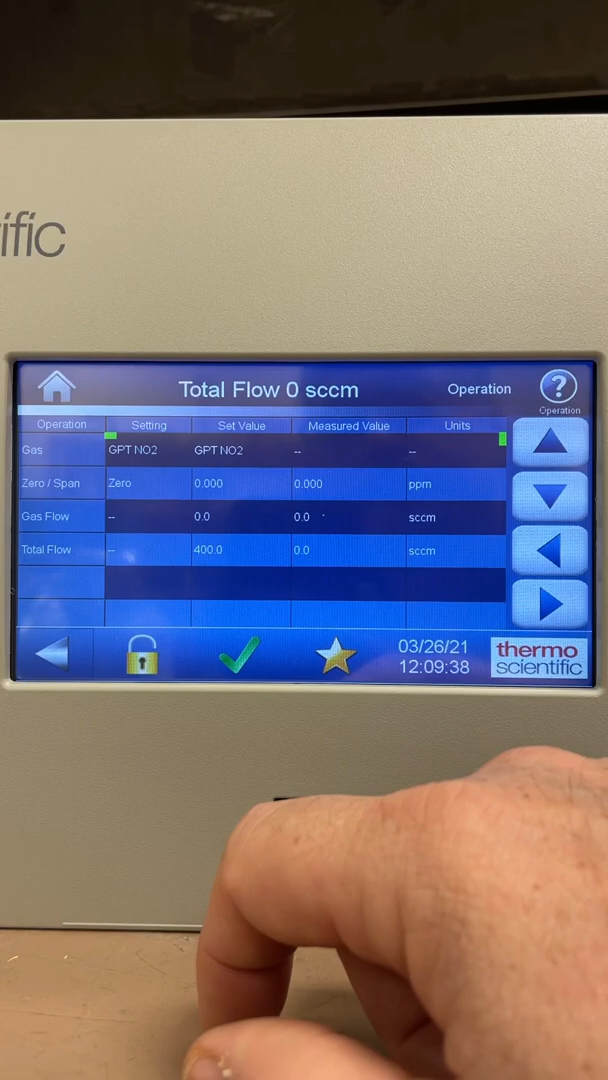 ific
Total Flow 0 sccm Operation ?
Operation
Operation Setting Set Value Measured Value Units
Gas GPT NO2 GPT NO2 -- --
Zero / Span Zero 0.000 0.000 ppm
Gas Flow -- 0.0 0.0 sccm
Total Flow -- 400.0 0.0 sccm
03/26/21
12:09:38
thermo
scientific